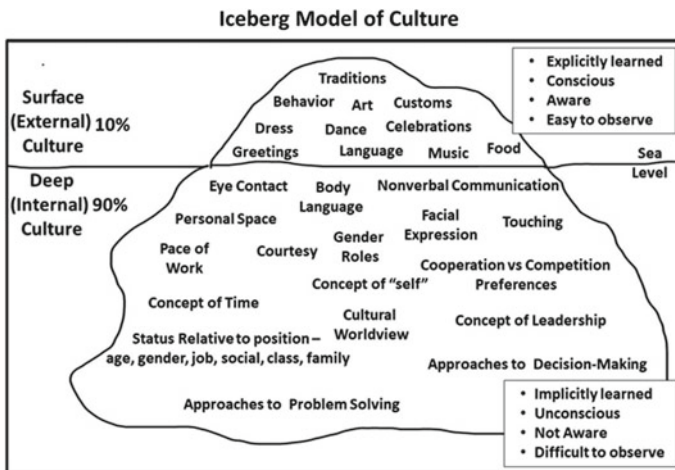 Iceberg Model of Culture
Surface
(External) 10%
Culture
Traditions
Behavior Art Customs
Dress Dance Celebrations
Greetings Language Music Food
• Explicitly learned
• Conscious
• Aware
• Easy to observe
Sea
Level
Deep
(Internal) 90%
Culture
Eye Contact Body Nonverbal Communication
Language
Personal Space Facial Touching
Expression
Pace of Courtesy Gender
Work Roles
Cooperation vs Competition
Preferences
Concept of "self"
Concept of Time Cultural Concept of Leadership
Worldview
Status Relative to position –
age, gender, job, social, class, family
Approaches to Decision-Making
Approaches to Problem Solving
• Implicitly learned
• Unconscious
• Not Aware
• Difficult to observe